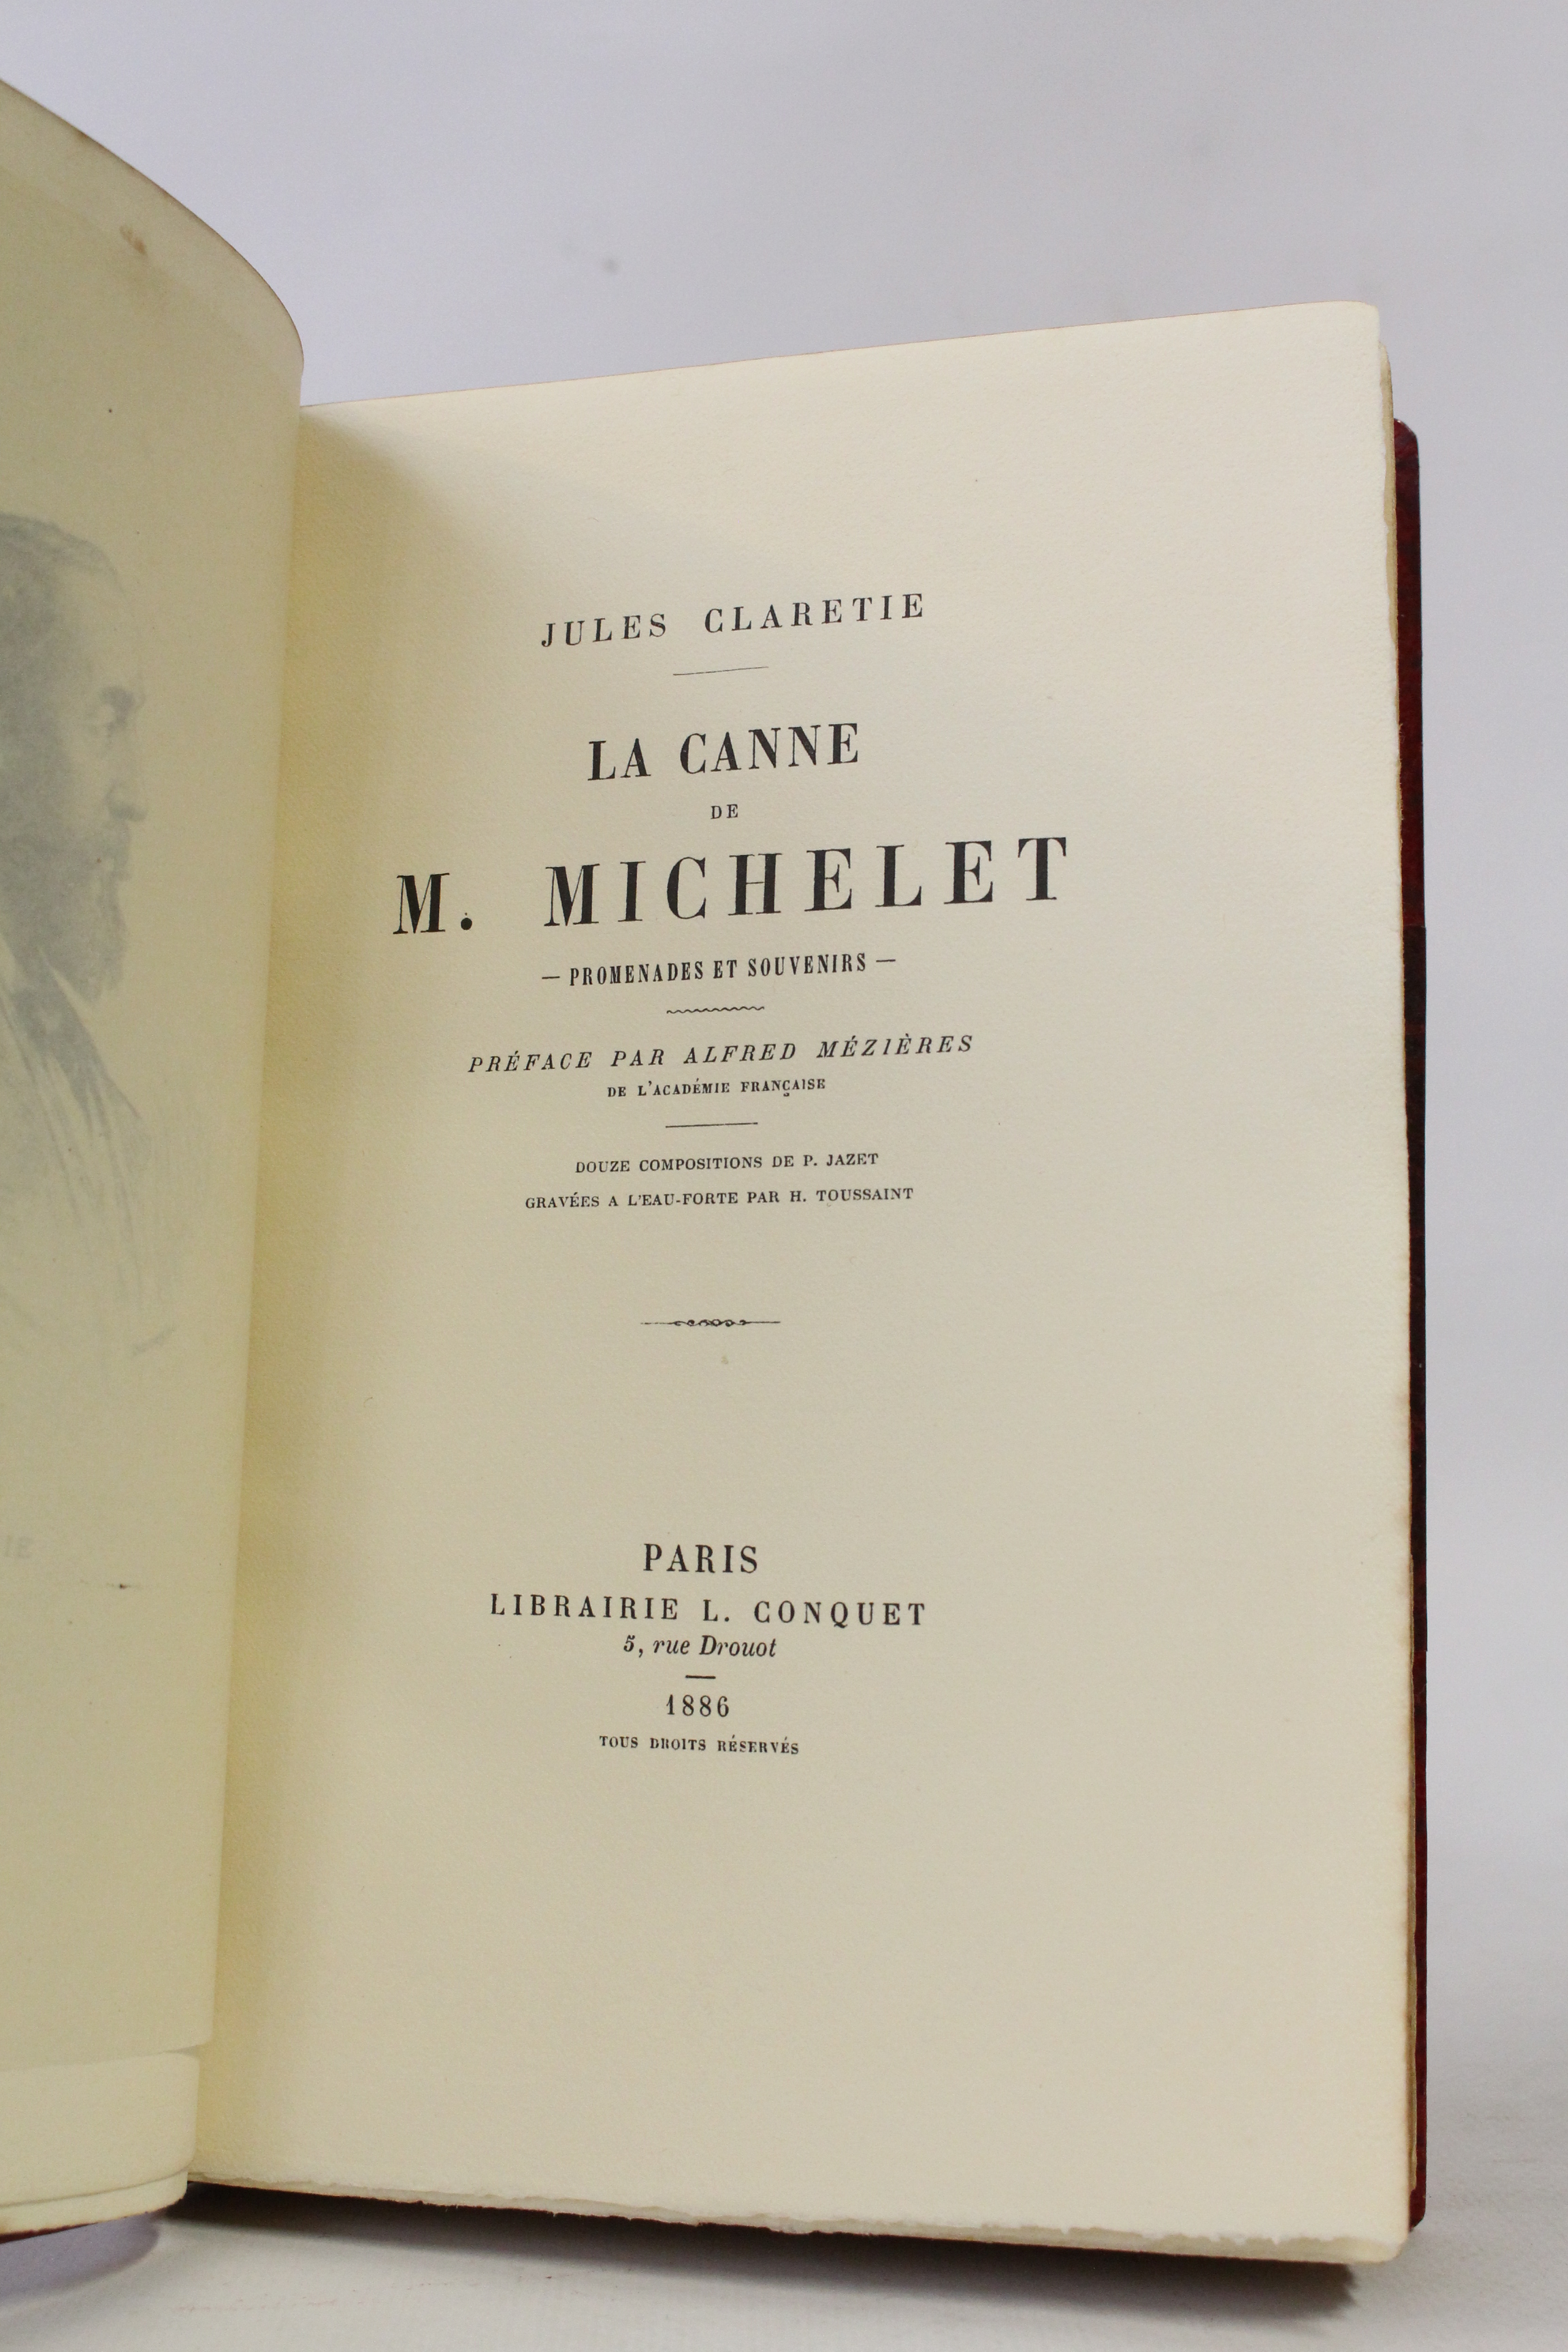 JULES CLARETIE
LA CANNE
DE
M. MICHELET
— PROMENADES ET SOUVENIRS —
PRÉFACE PAR ALFRED MÉZIÈRES
DE L'ACADÉMIE FRANÇAISE
DOUZE COMPOSITIONS DE P. JAZET
GRAVÉES A L'EAU-FORTE PAR H. TOUSSAINT
PARIS
LIBRAIRIE L. CONQUET
5, rue Drouot
1886
TOUS DROITS RÉSERVÉS